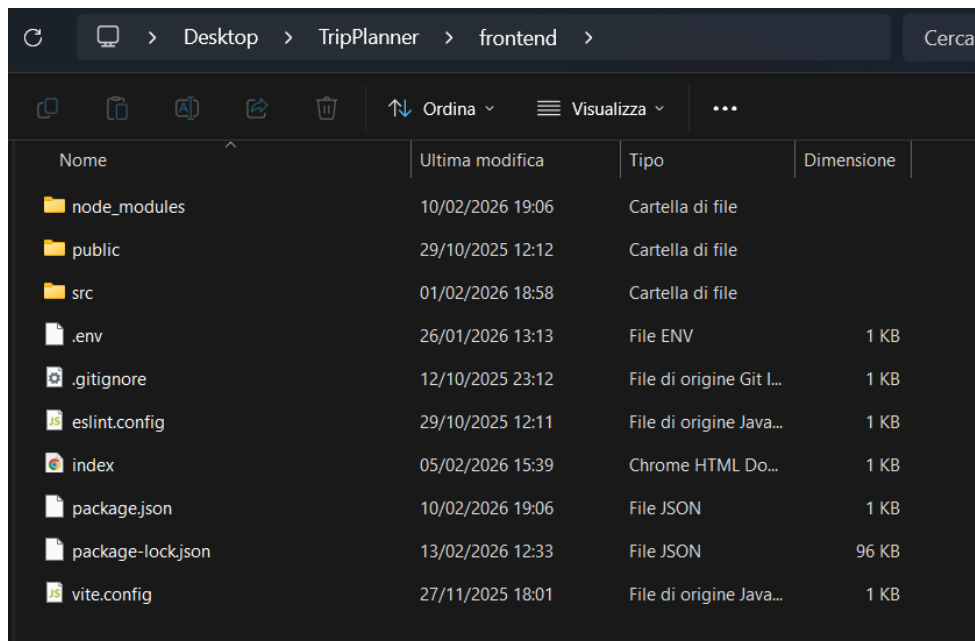 Desktop > TripPlanner > frontend > Cerca
Ordina Visualizza ...
Nome Ultima modifica Tipo Dimensione
node_modules 10/02/2026 19:06 Cartella di file
public 29/10/2025 12:12 Cartella di file
src 01/02/2026 18:58 Cartella di file
.env 26/01/2026 13:13 File ENV 1 KB
.gitignore 12/10/2025 23:12 File di origine Git I... 1 KB
JS eslint.config 29/10/2025 12:11 File di origine Java... 1 KB
index 05/02/2026 15:39 Chrome HTML Do... 1 KB
package.json 10/02/2026 19:06 File JSON 1 KB
package-lock.json 13/02/2026 12:33 File JSON 96 KB
JS vite.config 27/11/2025 18:01 File di origine Java... 1 KB